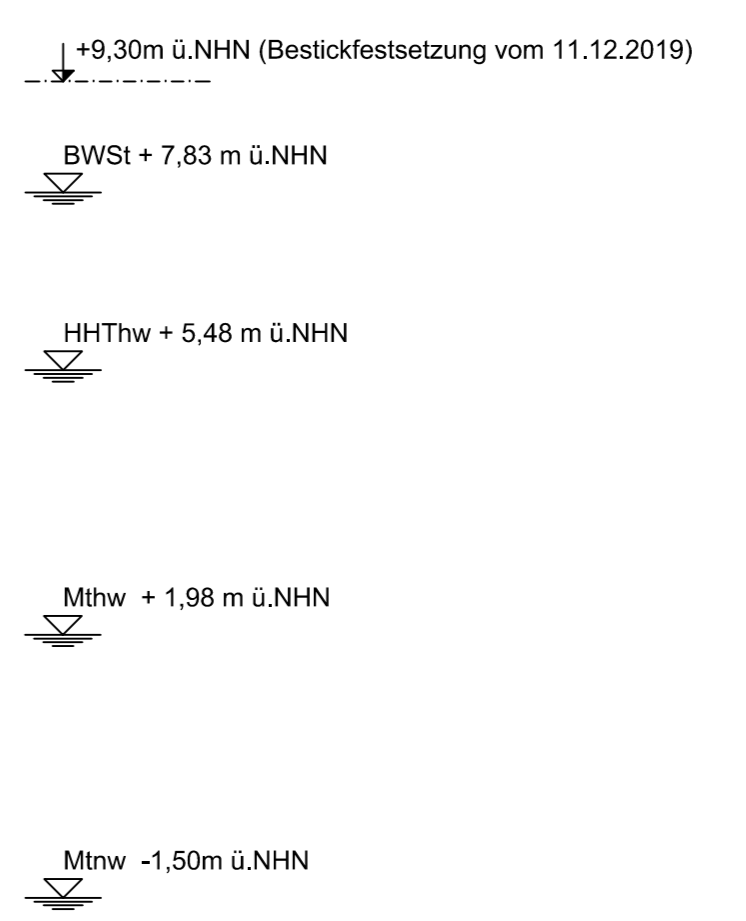 +9,30m ü.NHN (Bestickfestsetzung vom 11.12.2019)
BWSt + 7,83 m ü.NHN
HHThw + 5,48 m ü.NHN
Mthw  + 1,98 m ü.NHN
Mtnw  -1,50m ü.NHN